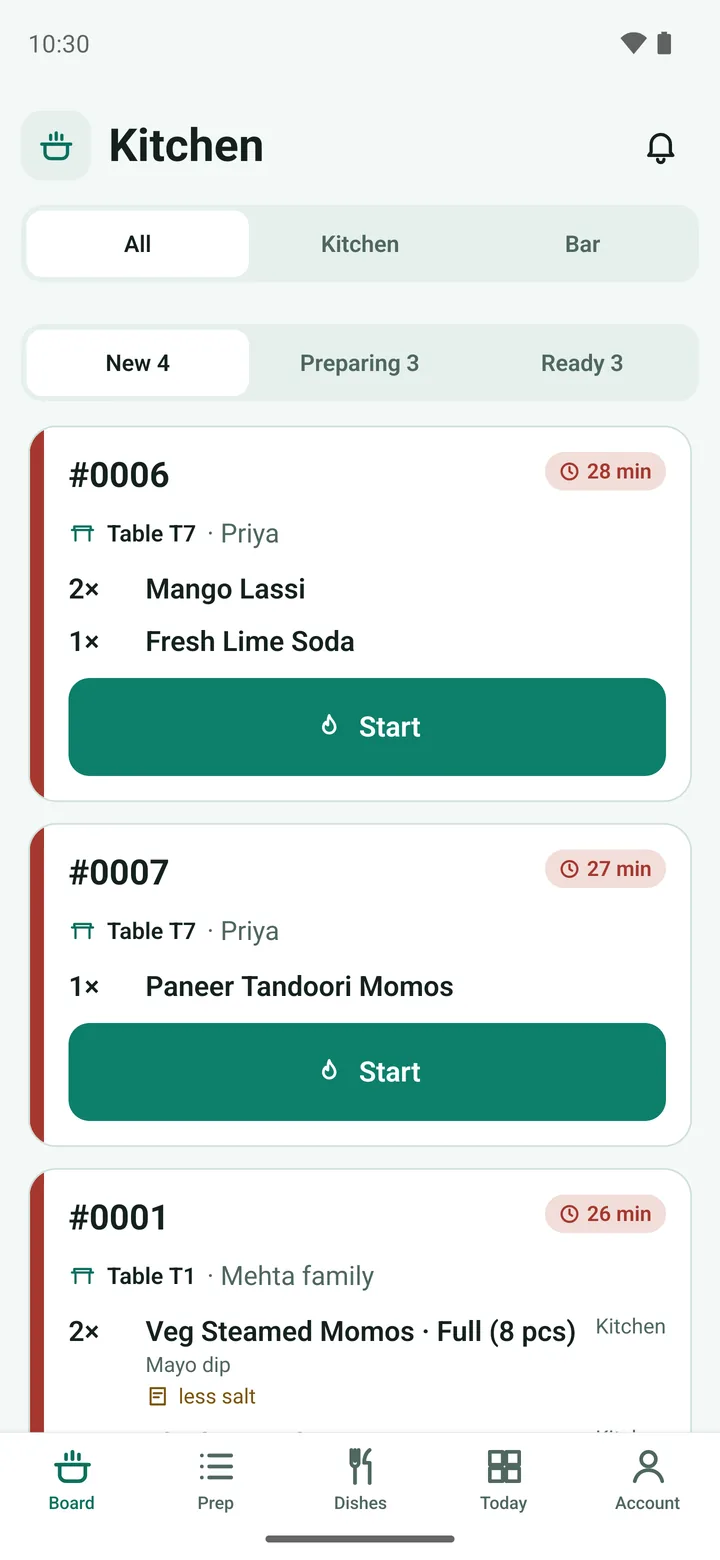 10:30
Kitchen
All
Kitchen
Bar
New 4
Preparing 3
Ready 3
#0006
28 min
Table T7 · Priya
2× Mango Lassi
1× Fresh Lime Soda
Start
#0007
27 min
Table T7 · Priya
1× Paneer Tandoori Momos
Start
#0001
26 min
Table T1 · Mehta family
2× Veg Steamed Momos · Full (8 pcs) Kitchen
Mayo dip
less salt
Board
Prep
Dishes
Today
Account